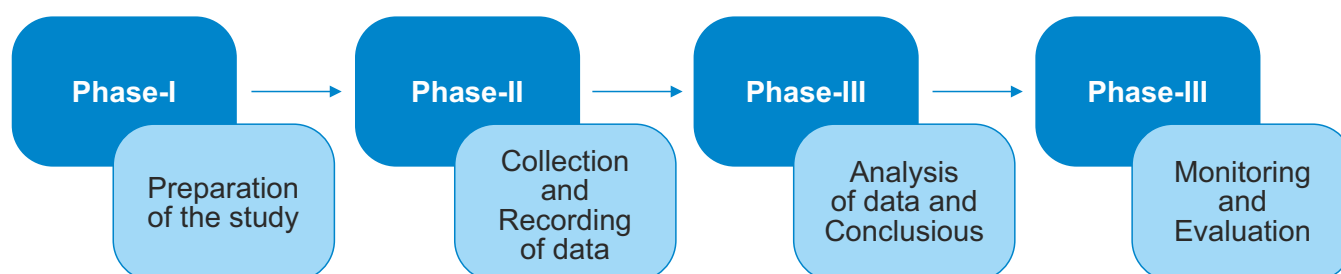 Phase-I
Preparation
of the study
Phase-II
Collection
and
Recording
of data
Phase-III
Analysis
of data and
Conclusious
Phase-III
Monitoring
and
Evaluation